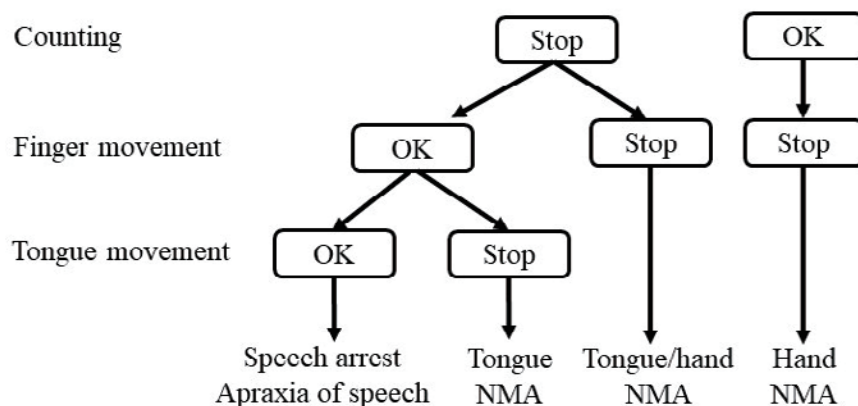 Counting
Stop
OK
Finger movement
OK
Stop
Stop
Tongue movement
OK
Stop
Speech arrest
Apraxia of speech
Tongue
NMA
Tongue/hand
NMA
Hand
NMA